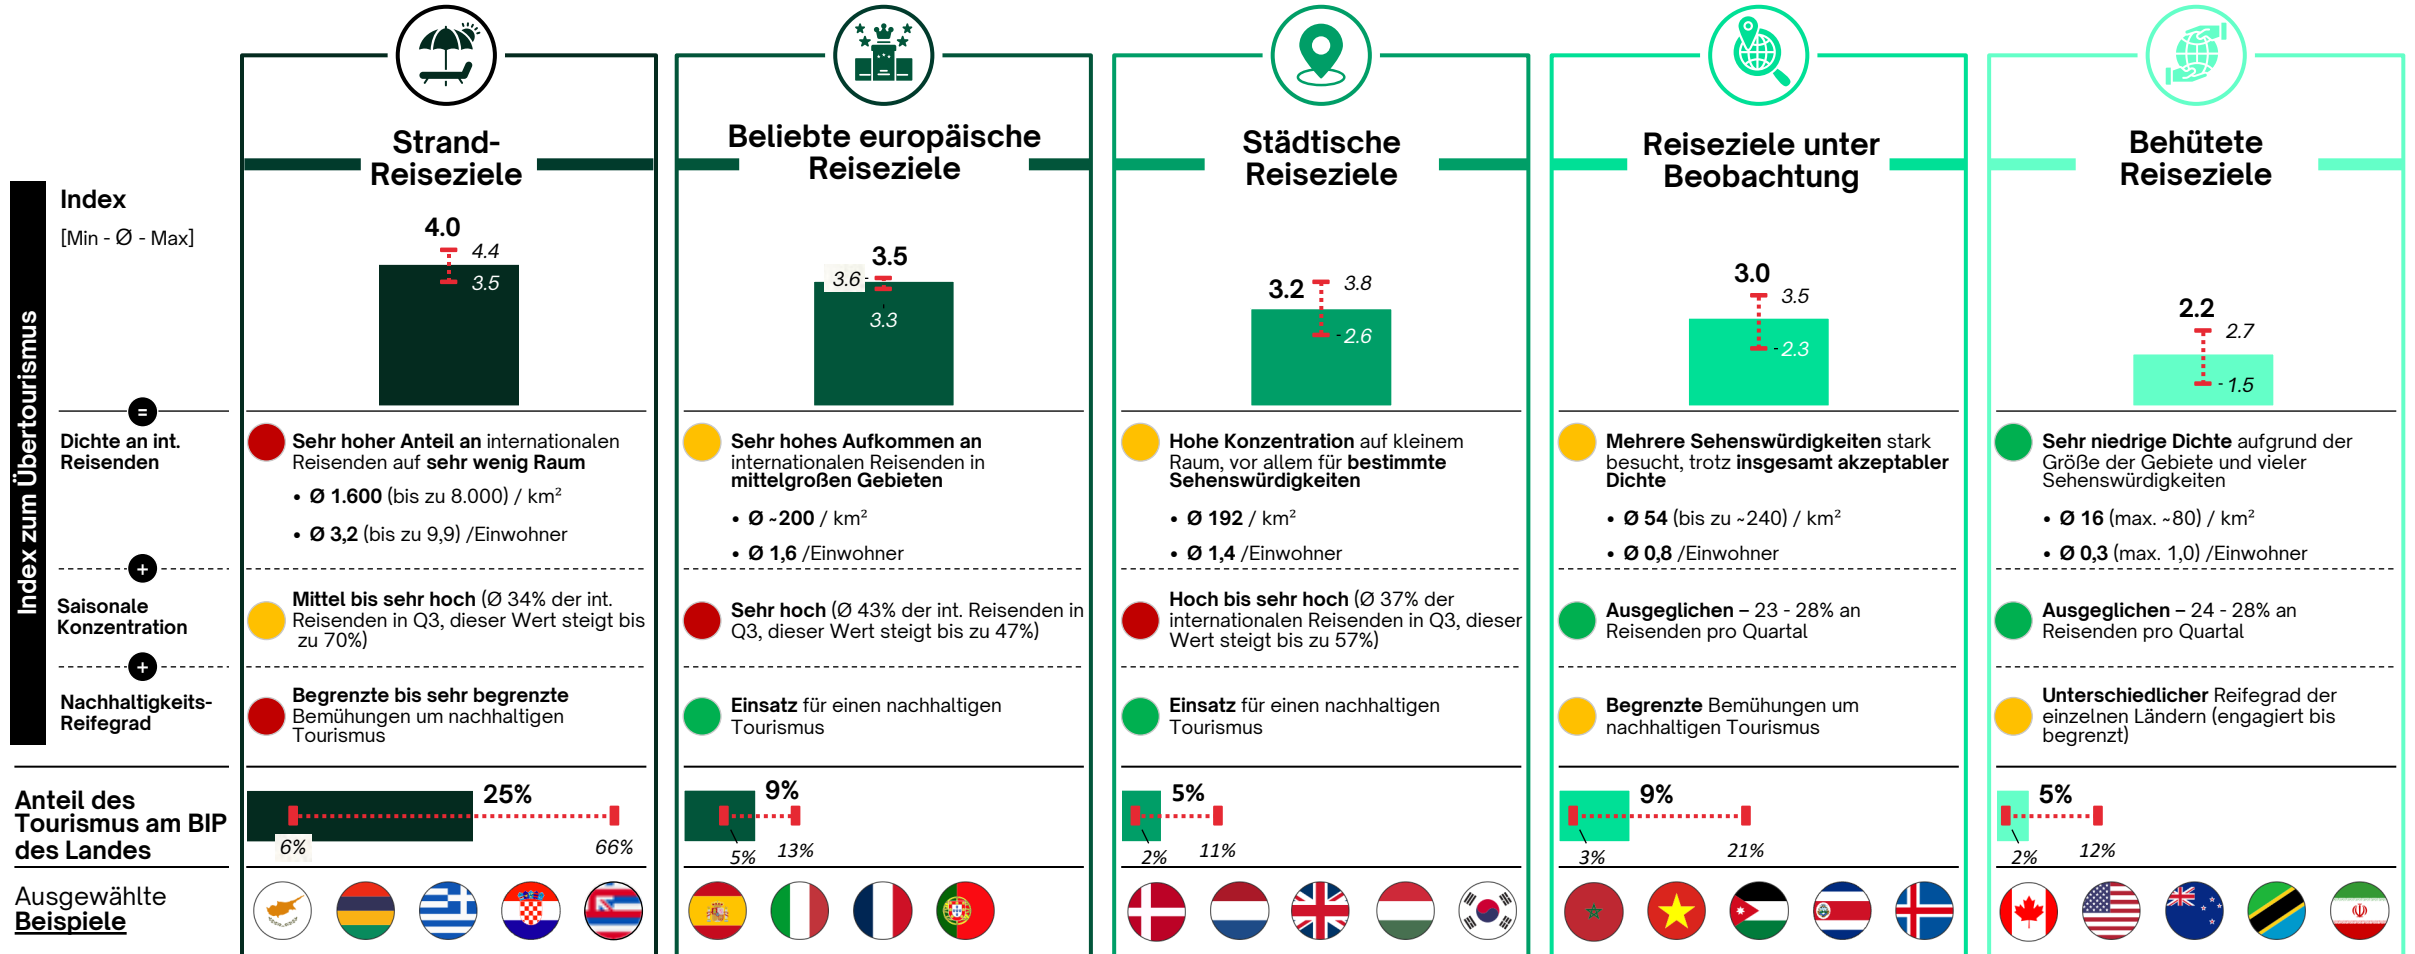 Strand-
Reiseziele
Beliebte europäische
Reiseziele
Städtische
Reiseziele
Reiseziele unter
Beobachtung
Behütete
Reiseziele
Index zum Übertourismus
Index
[Min - Ø - Max]
4.0
4.4
3.5
3.5
3.6
3.3
3.2
3.8
2.6
3.0
3.5
2.3
2.2
2.7
1.5
=
Dichte an int.
Reisenden
Sehr hoher Anteil an internationalen
Reisenden auf sehr wenig Raum
• Ø 1.600 (bis zu 8.000) / km²
• Ø 3,2 (bis zu 9,9) /Einwohner
Sehr hohes Aufkommen an
internationalen Reisenden in
mittelgroßen Gebieten
• Ø ~200 / km²
• Ø 1,6 /Einwohner
Hohe Konzentration auf kleinem
Raum, vor allem für bestimmte
Sehenswürdigkeiten
• Ø 192 / km²
• Ø 1,4 /Einwohner
Mehrere Sehenswürdigkeiten stark
besucht, trotz insgesamt akzeptabler
Dichte
• Ø 54 (bis zu ~240) / km²
• Ø 0,8 /Einwohner
Sehr niedrige Dichte aufgrund der
Größe der Gebiete und vieler
Sehenswürdigkeiten
• Ø 16 (max. ~80) / km²
• Ø 0,3 (max. 1,0) /Einwohner
+
Saisonale
Konzentration
Mittel bis sehr hoch (Ø 34% der int.
Reisenden in Q3, dieser Wert steigt bis
zu 70%)
Sehr hoch (Ø 43% der int. Reisenden in
Q3, dieser Wert steigt bis zu 47%)
Hoch bis sehr hoch (Ø 37% der
internationalen Reisenden in Q3, dieser
Wert steigt bis zu 57%)
Ausgeglichen – 23 - 28% an
Reisenden pro Quartal
Ausgeglichen – 24 - 28% an
Reisenden pro Quartal
+
Nachhaltigkeits-
Reifegrad
Begrenzte bis sehr begrenzte
Bemühungen um nachhaltigen
Tourismus
Einsatz für einen nachhaltigen
Tourismus
Einsatz für einen nachhaltigen
Tourismus
Begrenzte Bemühungen um
nachhaltigen Tourismus
Unterschiedlicher Reifegrad der
einzelnen Ländern (engagiert bis
begrenzt)
Anteil des
Tourismus am BIP
des Landes
25%
6%
66%
9%
5%
13%
5%
2%
11%
9%
3%
21%
5%
2%
12%
Ausgewählte
Beispiele